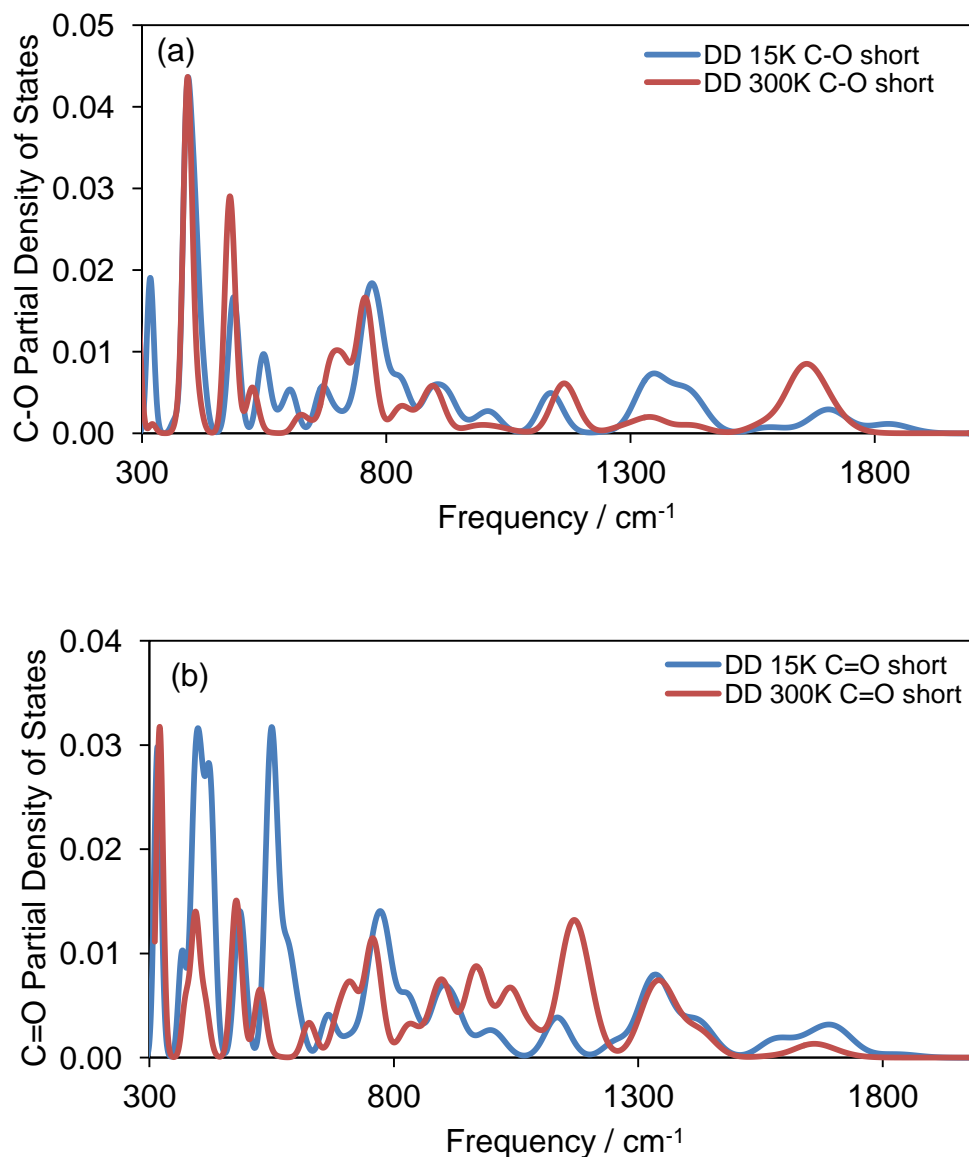 (a)
DD 15K C-O short
DD 300K C-O short
C-O Partial Density of States
0.05
0.04
0.03
0.02
0.01
0.00
300 800 1300 1800
Frequency / cm-1
(b)
DD 15K C=O short
DD 300K C=O short
C=O Partial Density of States
0.04
0.03
0.02
0.01
0.00
300 800 1300 1800
Frequency / cm-1